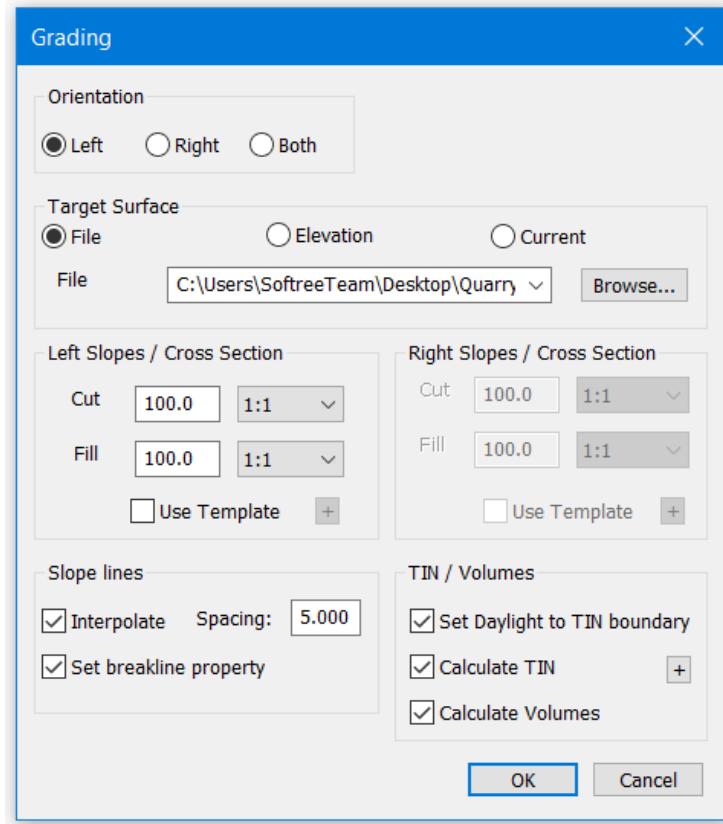 Grading
Orientation
Left Right Both
Target Surface
File Elevation Current
File C:\Users\SoftreeTeam\Desktop\Quarry Browse...
Left Slopes / Cross Section
Cut 100.0 1:1
Fill 100.0 1:1
Use Template +
Right Slopes / Cross Section
Cut 100.0 1:1
Fill 100.0 1:1
Use Template +
Slope lines
Interpolate Spacing: 5.000
Set breakline property
TIN / Volumes
Set Daylight to TIN boundary
Calculate TIN +
Calculate Volumes
OK Cancel